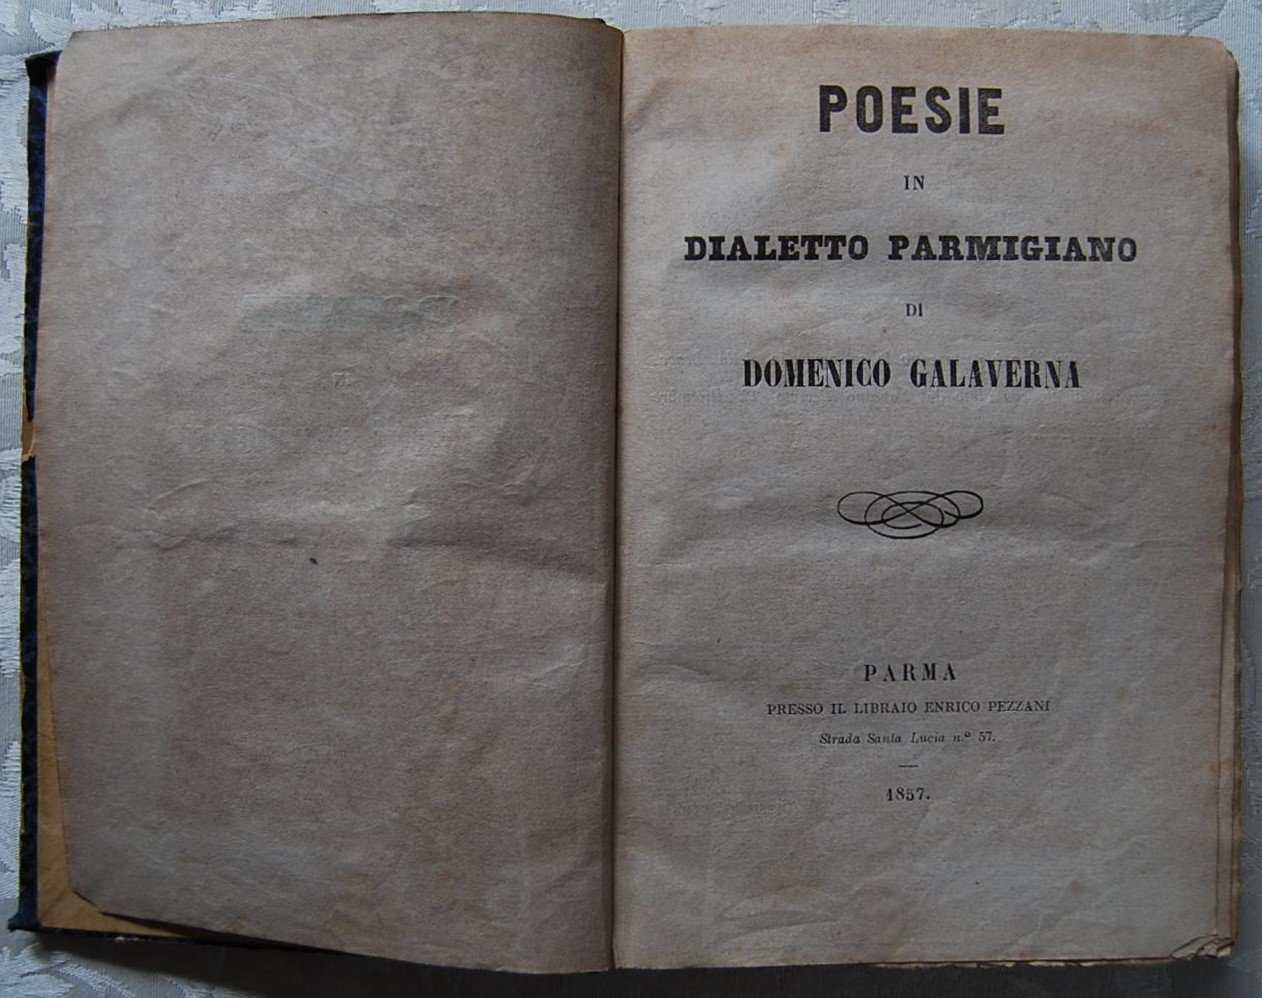 POESIE
IN
DIALETTO PARMIGIANO
DI
DOMENICO GALAVERNA
PARMA
PRESSO IL LIBRAIO ENRICO PEZZANI
Strada Santa Lucia n.º 57.
1857.